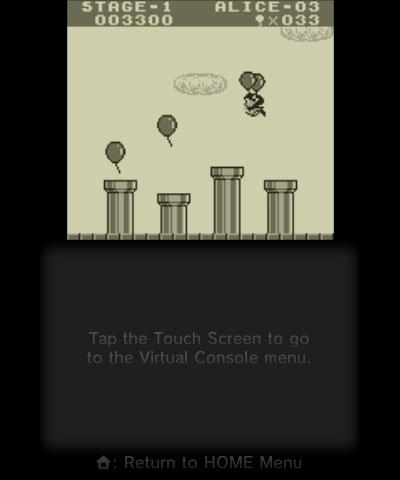 STAGE-1 ALICE-03
003300 ×033
Tap the Touch Screen to go
to the Virtual Console menu.
: Return to HOME Menu